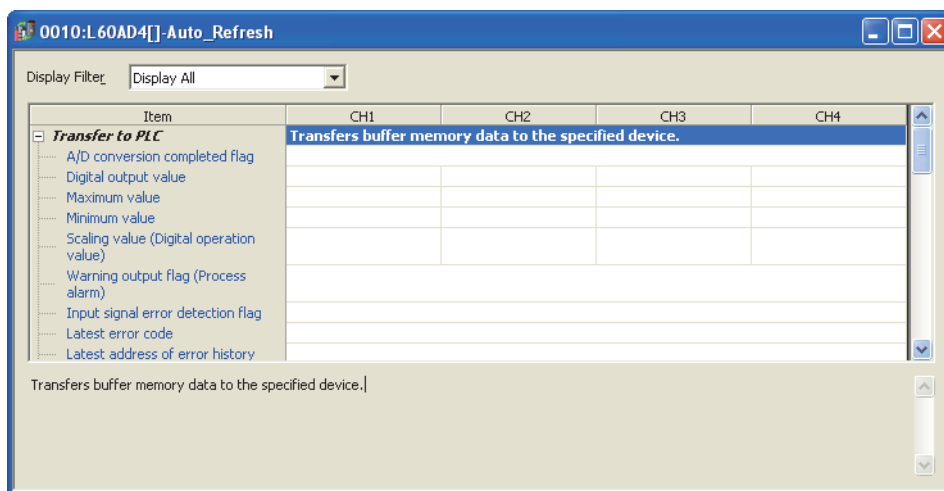 0010:L60AD4[]-Auto_Refresh
Display Filter Display All
Item CH1 CH2 CH3 CH4
Transfer to PLC Transfers buffer memory data to the specified device.
A/D conversion completed flag
Digital output value
Maximum value
Minimum value
Scaling value (Digital operation
value)
Warning output flag (Process
alarm)
Input signal error detection flag
Latest error code
Latest address of error history
Transfers buffer memory data to the specified device.